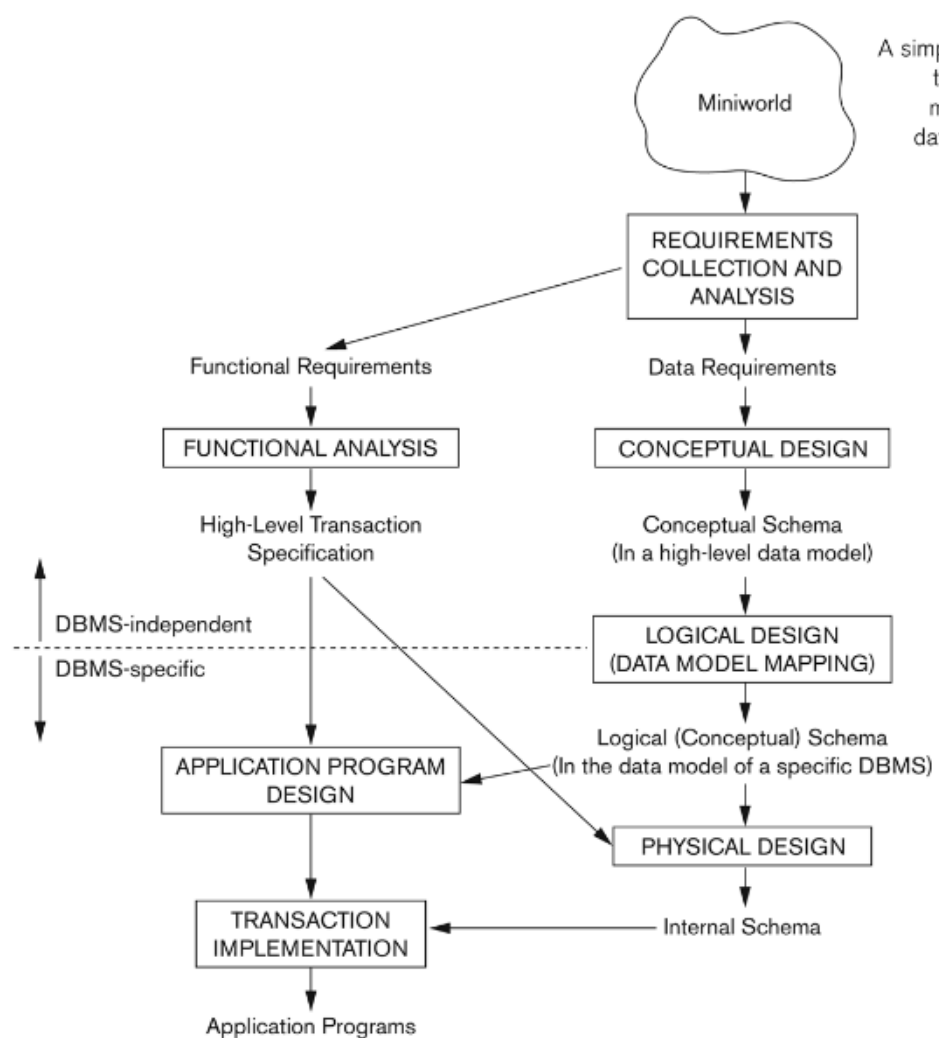 Miniworld
A simp
t
n
da
REQUIREMENTS
COLLECTION AND
ANALYSIS
Functional Requirements
Data Requirements
FUNCTIONAL ANALYSIS
CONCEPTUAL DESIGN
High-Level Transaction
Specification
Conceptual Schema
(In a high-level data model)
DBMS-independent
LOGICAL DESIGN
(DATA MODEL MAPPING)
DBMS-specific
Logical (Conceptual) Schema
(In the data model of a specific DBMS)
APPLICATION PROGRAM
DESIGN
PHYSICAL DESIGN
TRANSACTION
IMPLEMENTATION
Internal Schema
Application Programs